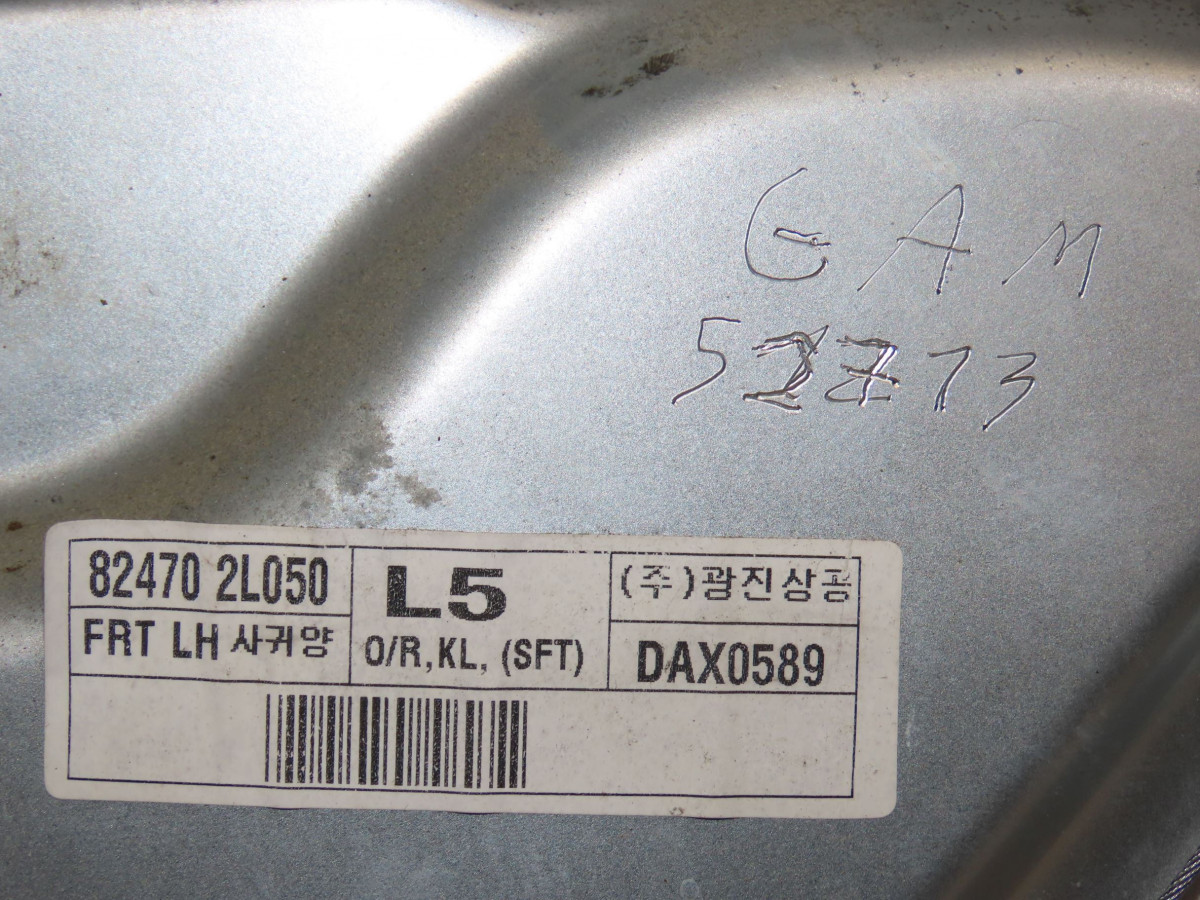 GAM
82470 2L050
FRT LH 사귀양
L5
O/R,KL, (SFT)
(주)광진상공
DAX0589